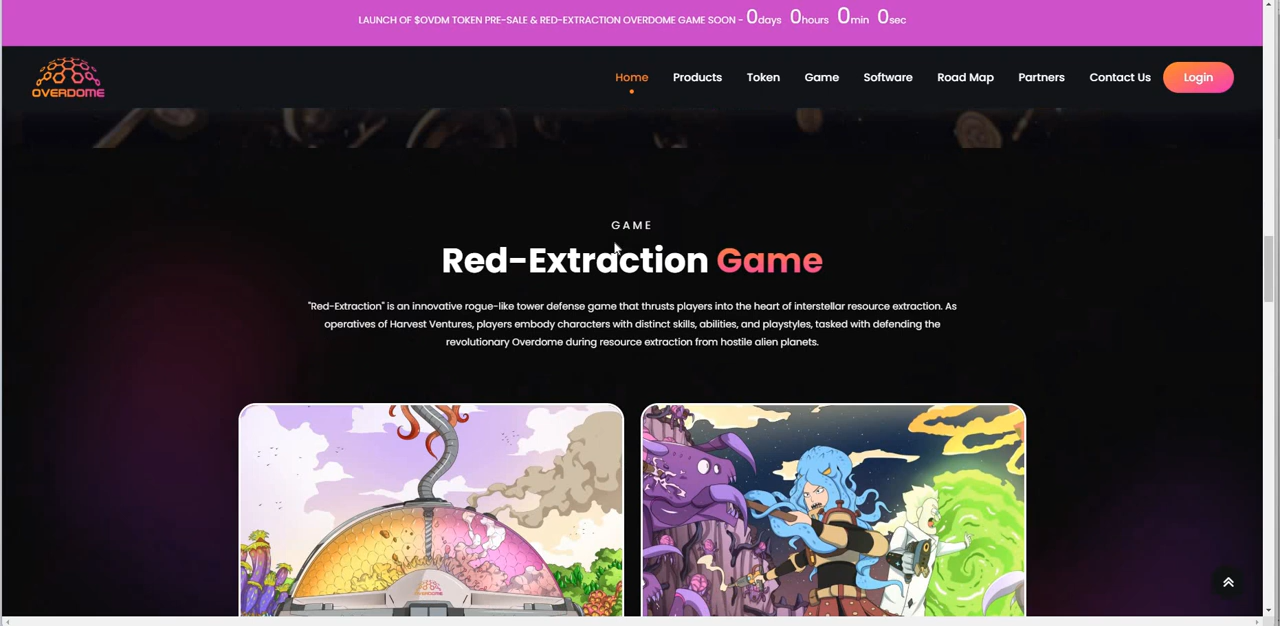 LAUNCH OF $OVDM TOKEN PRE-SALE & RED-EXTRACTION OVERDOME GAME SOON - 0days 0hours 0min 0sec
OVERDOME
Home Products Token Game Software Road Map Partners Contact Us Login
GAME
Red-Extraction Game
"Red-Extraction" is an innovative rogue-like tower defense game that thrusts players into the heart of interstellar resource extraction. As
operatives of Harvest Ventures, players embody characters with distinct skills, abilities, and playstyles, tasked with defending the
revolutionary Overdome during resource extraction from hostile alien planets.
OVERDOME